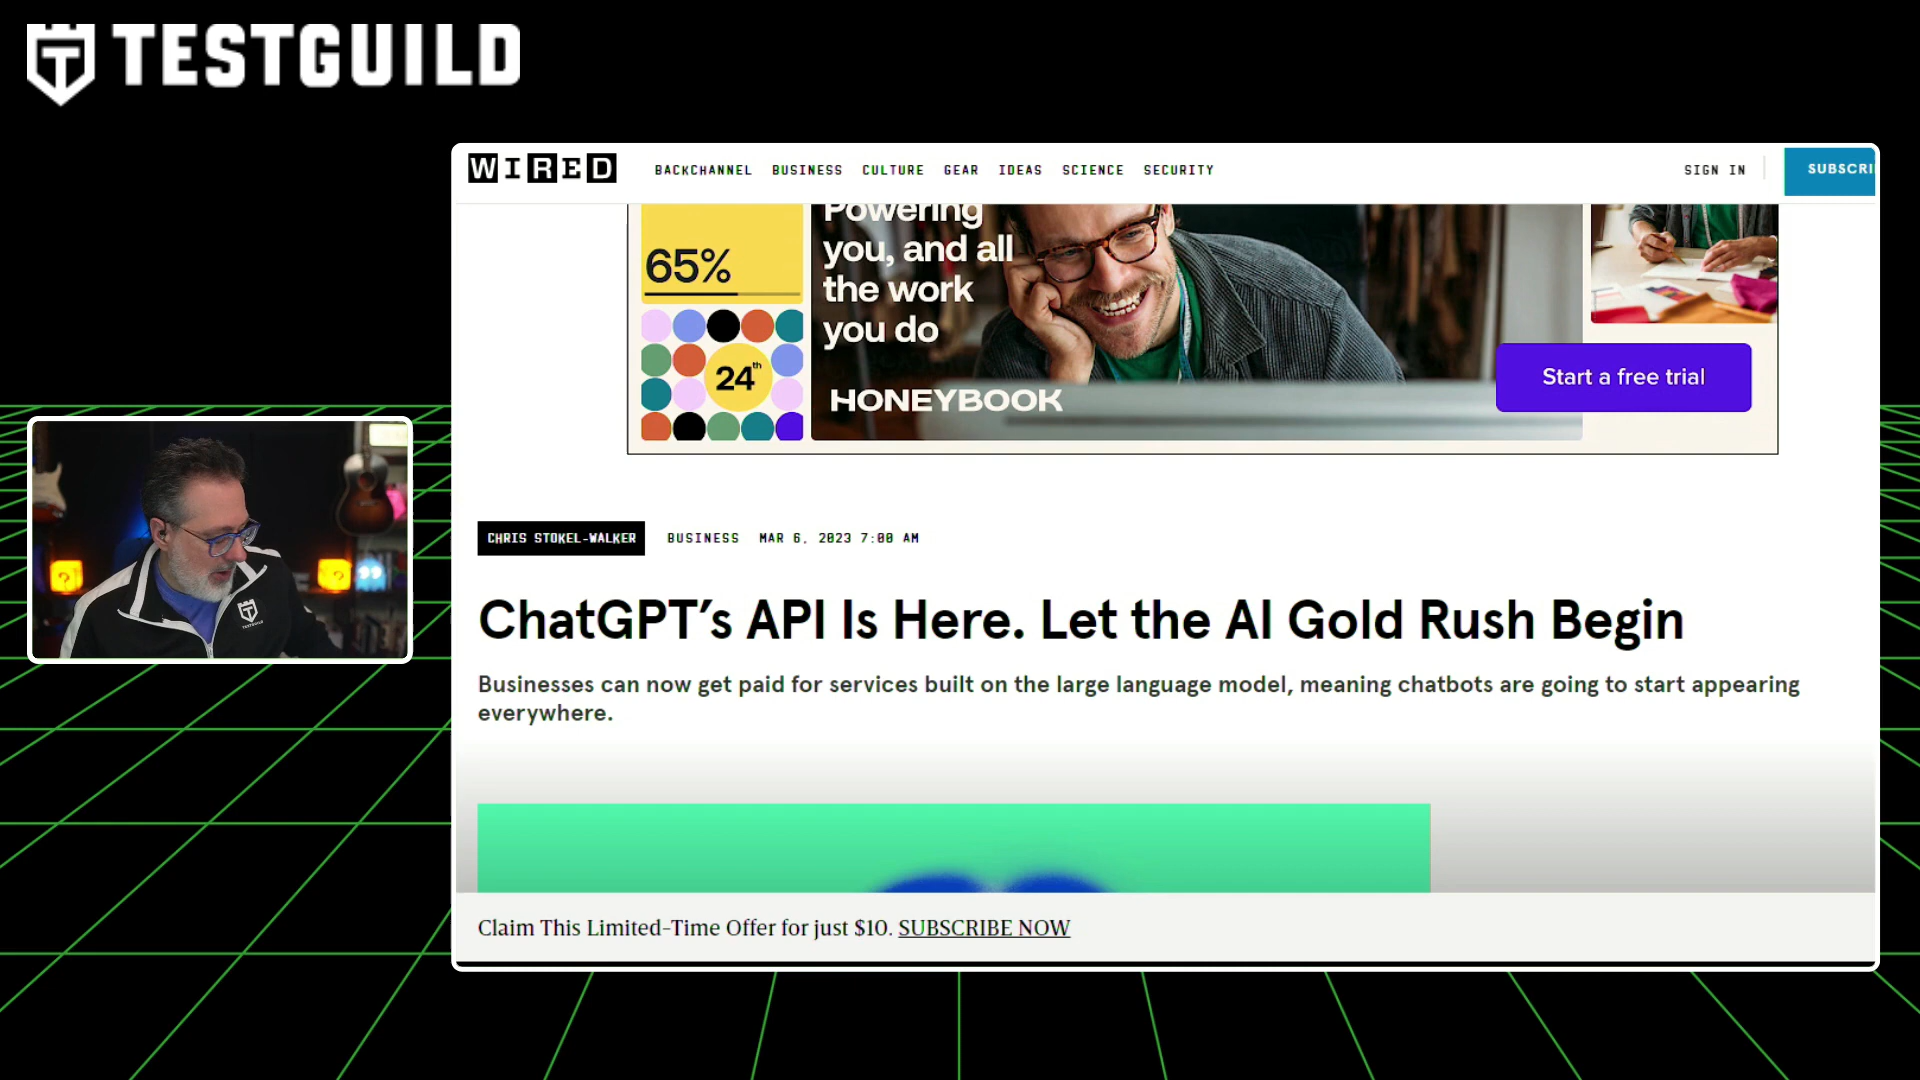 TESTGUILD
WIRED
BACKCHANNEL BUSINESS CULTURE GEAR IDEAS SCIENCE SECURITY
SIGN IN
SUBSCRI
65%
24th
Powering
you, and all
the work
you do
HONEYBOOK
Start a free trial
CHRIS STOKEL-WALKER
BUSINESS MAR 6, 2023 7:00 AM
ChatGPT's API Is Here. Let the AI Gold Rush Begin
Businesses can now get paid for services built on the large language model, meaning chatbots are going to start appearing
everywhere.
Claim This Limited-Time Offer for just $10. SUBSCRIBE NOW